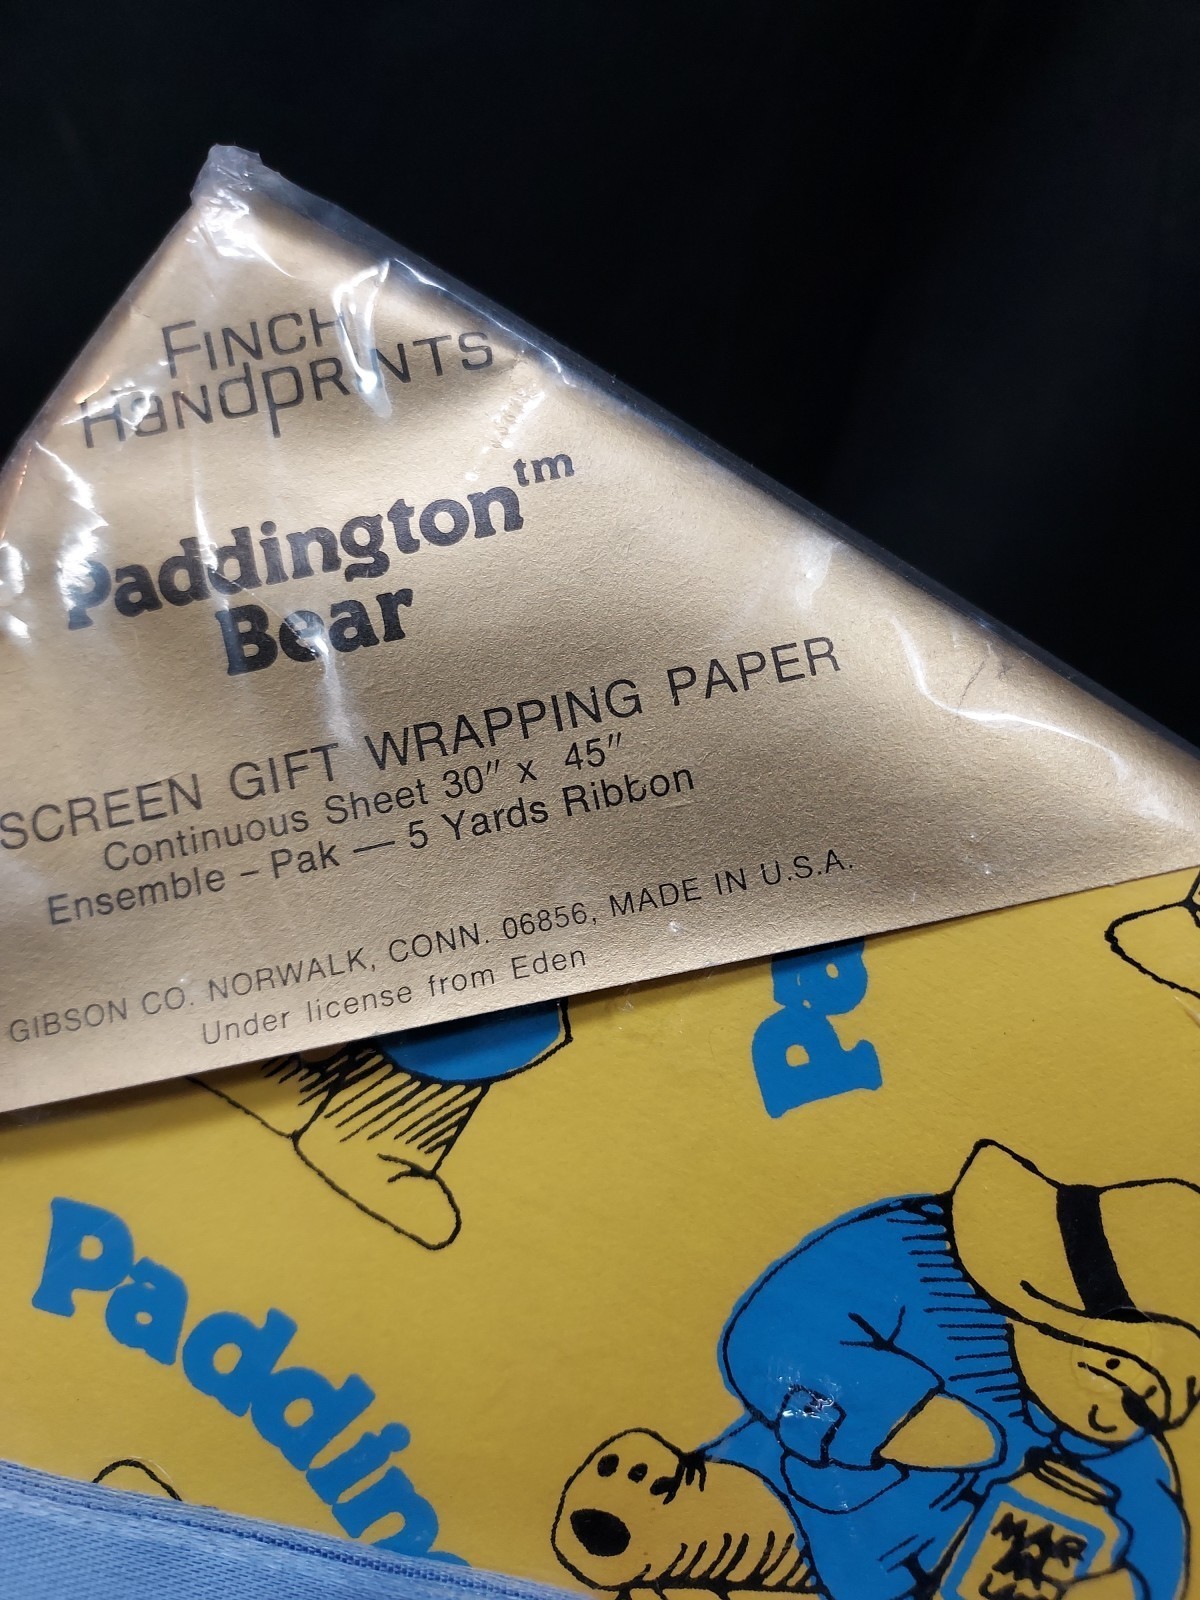 FINCH
HandPRINTS
Paddington™
Bear
SCREEN GIFT WRAPPING PAPER
Continuous Sheet 30" x 45"
Ensemble - Pak — 5 Yards Ribbon
GIBSON CO. NORWALK, CONN. 06856, MADE IN U.S.A.
Under license from Eden
Pa
Paddin
MAR